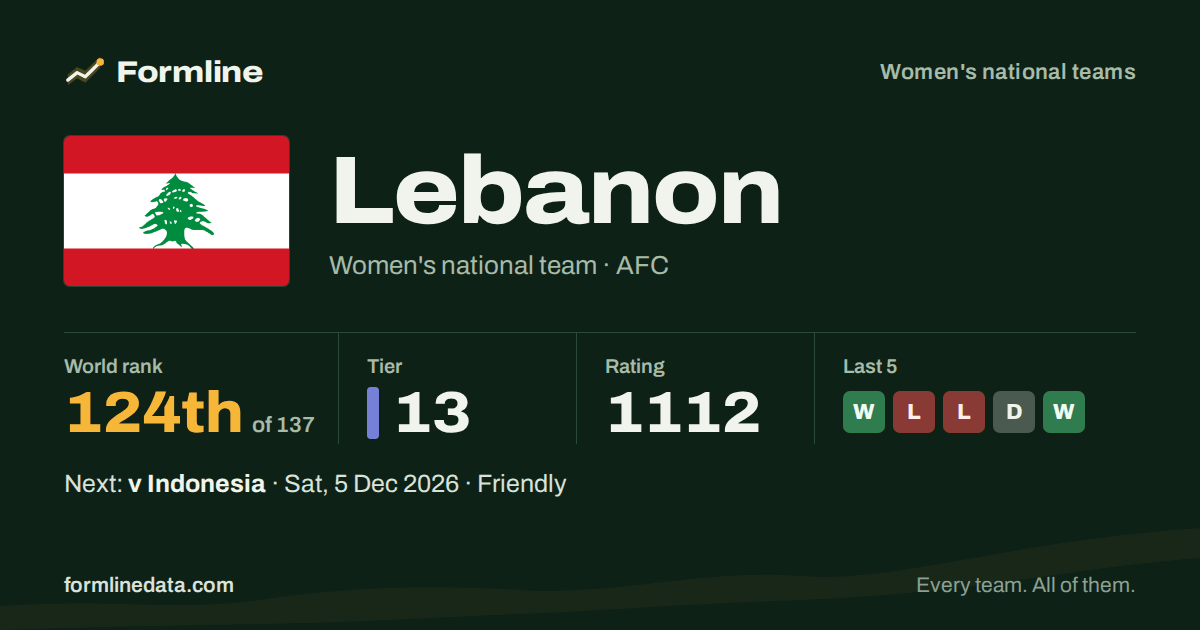 Formline
Women's national teams
Lebanon
Women's national team · AFC
World rank
124th of 137
Tier
13
Rating
1112
Last 5
W L L D W
Next: v Indonesia · Sat, 5 Dec 2026 · Friendly
formlinedata.com
Every team. All of them.